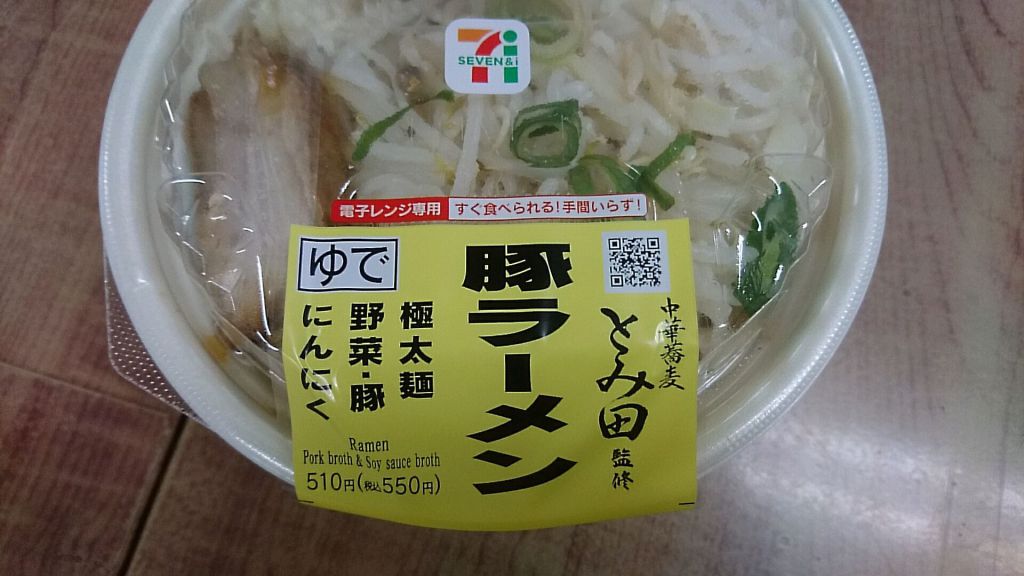 SEVEN&i
電子レンジ専用 すぐ食べられる!手間いらず!
中華蕎麦
とみ田
監修
豚ラーメン
ゆで
極太麺
野菜・豚
にんにく
Ramen
Pork broth & Soy sauce broth
510円(税込550円)